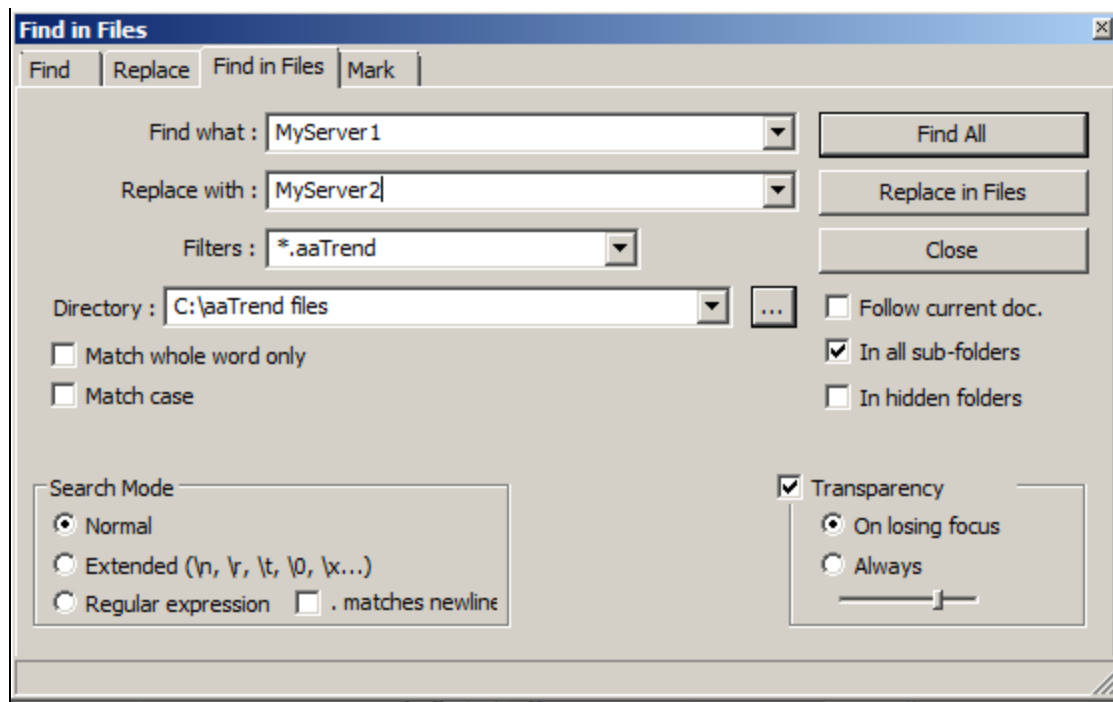 Find in Files
Find Replace Find in Files Mark
Find what : MyServer1 Find All
Replace with : MyServer2 Replace in Files
Filters : *.aaTrend Close
Directory : C:\aaTrend files ... Follow current doc.
Match whole word only In all sub-folders
Match case In hidden folders
Search Mode Transparency
Normal On losing focus
Extended (\n, \r, \t, \0, \x...) Always
Regular expression . matches newline